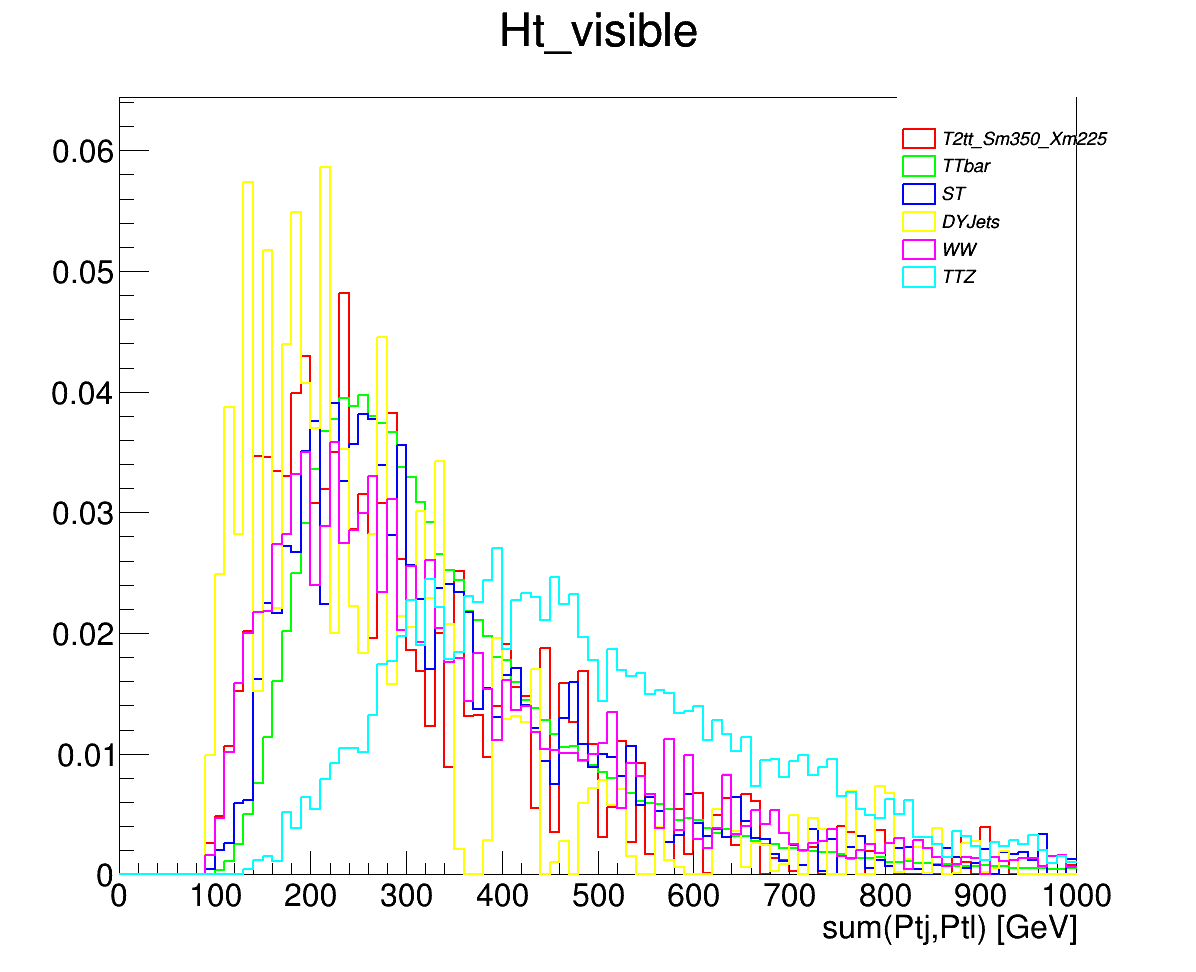 Ht_visible
0.06
0.05
0.04
0.03
0.02
0.01
0
T2tt_Sm350_Xm225
TTbar
ST
DYJets
WW
TTZ
0 100 200 300 400 500 600 700 800 900 1000
sum(Ptj,Ptl) [GeV]